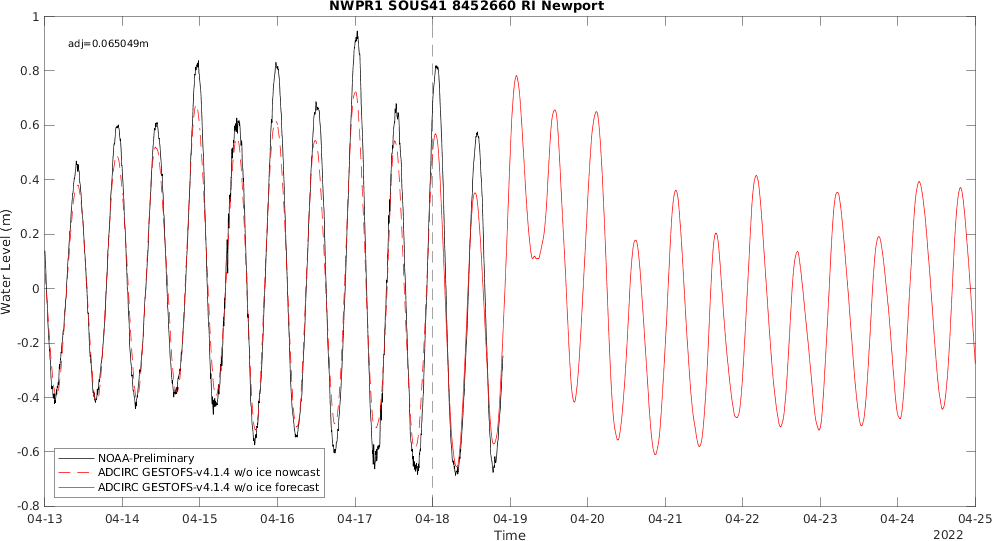 NWPR1 SOUS41 8452660 RI Newport
adj=0.065049m
1
0.8
0.6
0.4
0.2
0
-0.2
-0.4
-0.6
-0.8
Water Level (m)
NOAA-Preliminary
ADCIRC GESTOFS-v4.1.4 w/o ice nowcast
ADCIRC GESTOFS-v4.1.4 w/o ice forecast
04-13 04-14 04-15 04-16 04-17 04-18 04-19 04-20 04-21 04-22 04-23 04-24 04-25
Time
2022